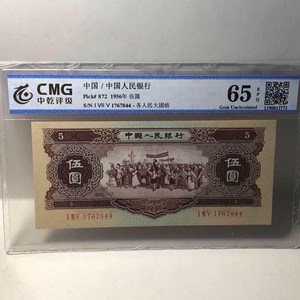 CMG
中乾评级
中国 / 中国人民银行
Pick# 872 1956年 伍圆
S/N I VII V 1767844 - 各人民大团结
65 EPQ
Gem Uncirculated
5 中国人民银行 5
伍圆 伍圆
I VII V 1767844 I VII V 1767844